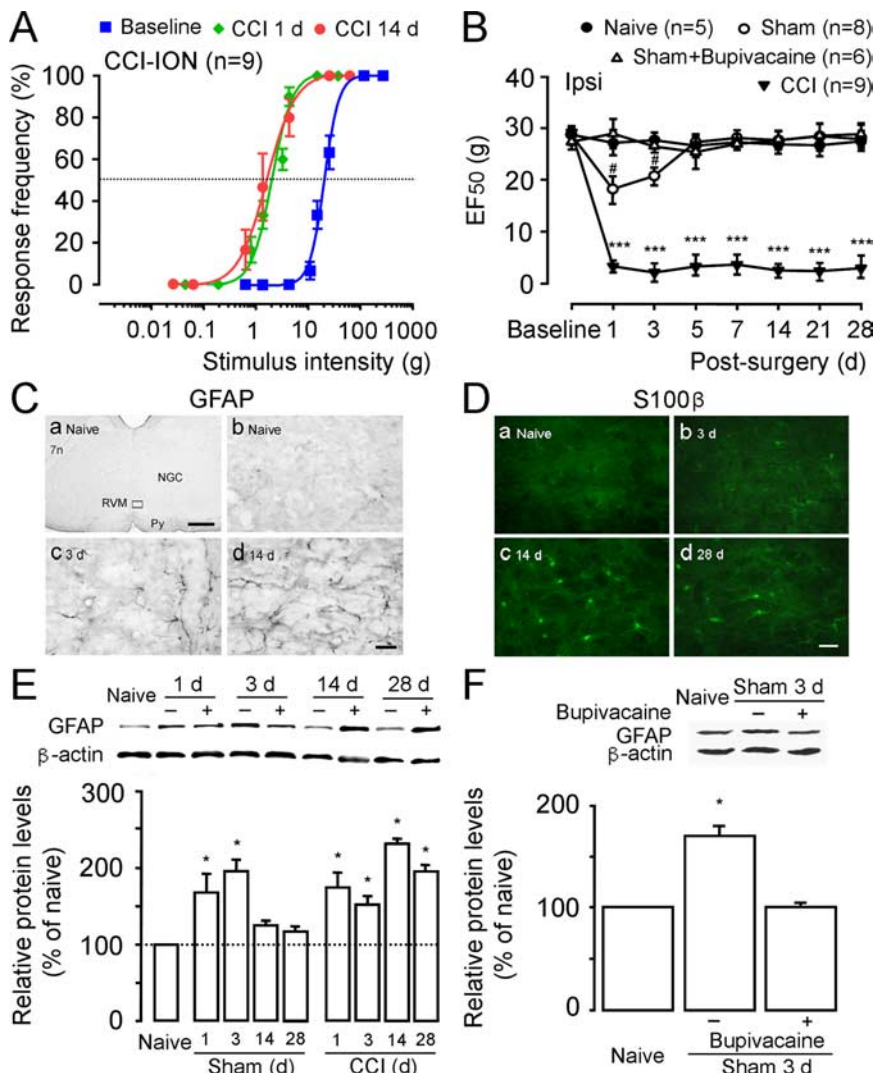 A
Baseline CCI 1 d CCI 14 d
CCI-ION (n=9)
Response frequency (%)
100
80
60
40
20
0
0.01 0.1 1 10 100 1000
Stimulus intensity (g)
B
Naive (n=5) Sham (n=8)
Sham+Bupivacaine (n=6)
CCI (n=9)
Ipsi
EF50 (g)
40
30
20
10
0
# #
*** *** *** *** *** *** ***
Baseline 1 3 5 7 14 21 28
Post-surgery (d)
C GFAP
a Naive
7n
NGC
RVM
Py
b Naive
c 3 d
d 14 d
D S100β
a Naive
b 3 d
c 14 d
d 28 d
E
Naive 1 d 3 d 14 d 28 d
− + − + − + − +
GFAP
β-actin
Relative protein levels
(% of naive)
300
200
100
0
* * * * * *
Naive 1 3 14 28 1 3 14 28
Sham (d) CCI (d)
F
Naive Sham 3 d
Bupivacaine − +
GFAP
β-actin
Relative protein levels
(% of naive)
200
100
0
*
− +
Naive Bupivacaine
Sham 3 d